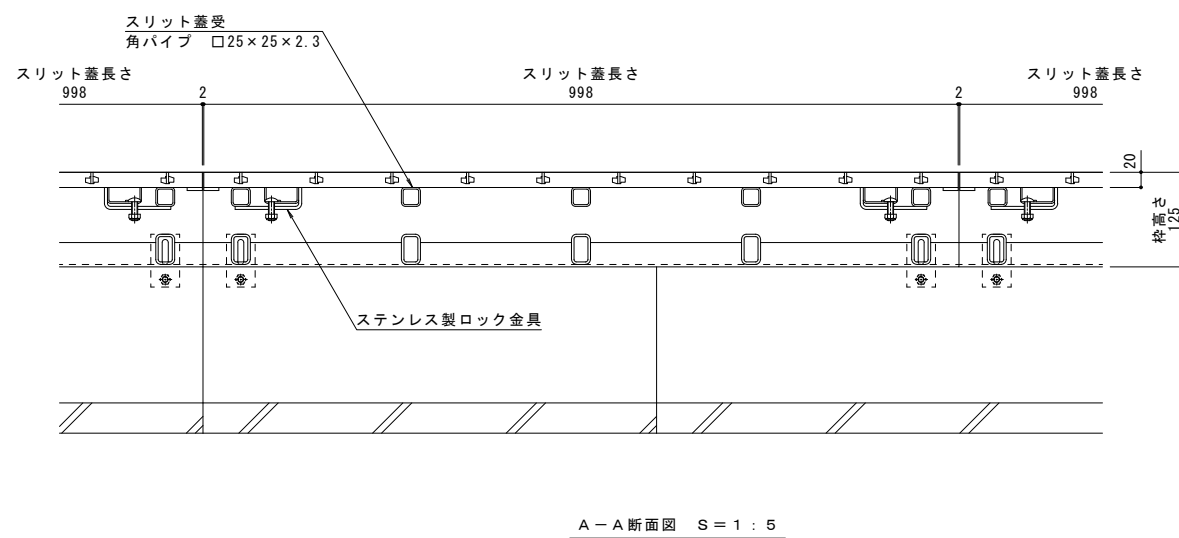 スリット蓋受
角パイプ □25×25×2.3
スリット蓋長さ
998
2
スリット蓋長さ
998
2
スリット蓋長さ
998
20
枠高さ
125
ステンレス製ロック金具
A－A断面図 S＝1：5